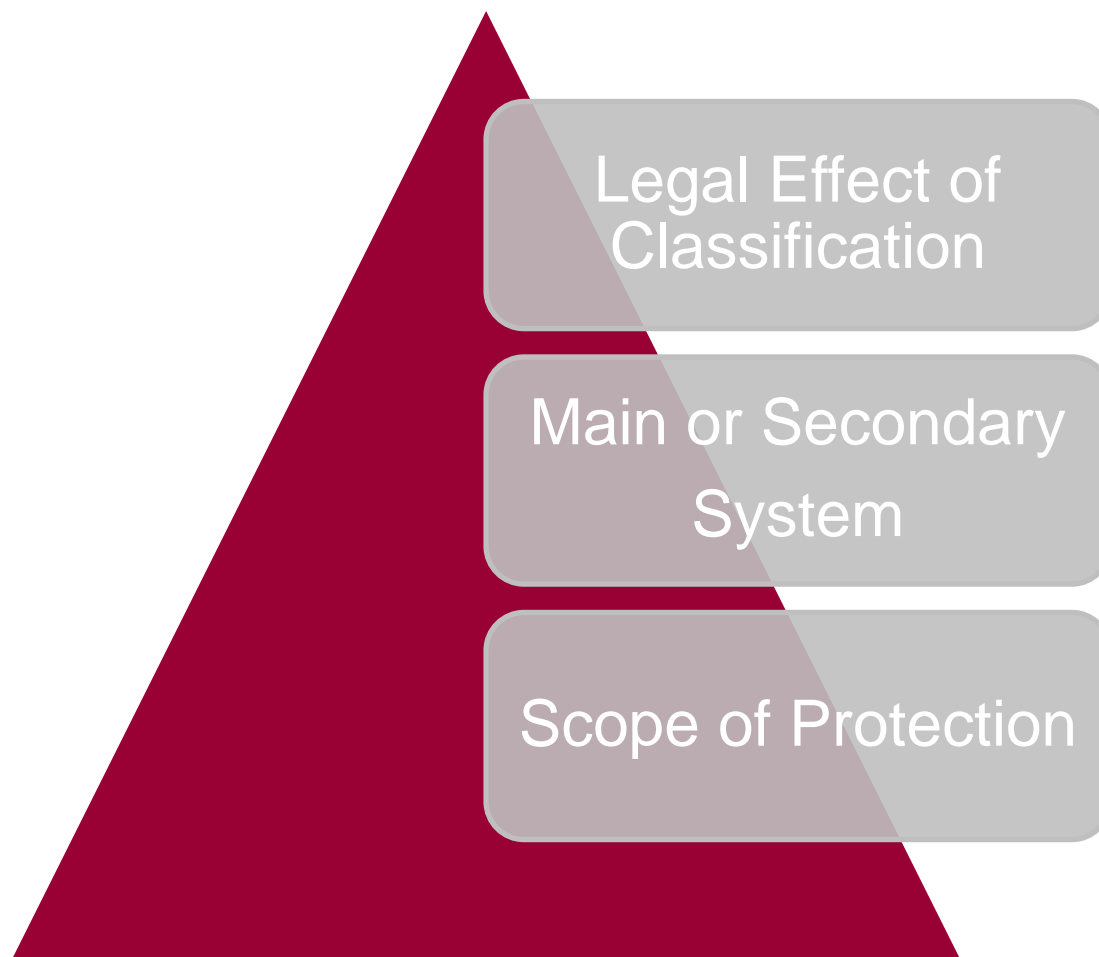 Legal Effect of
Classification
Main or Secondary
System
Scope of Protection